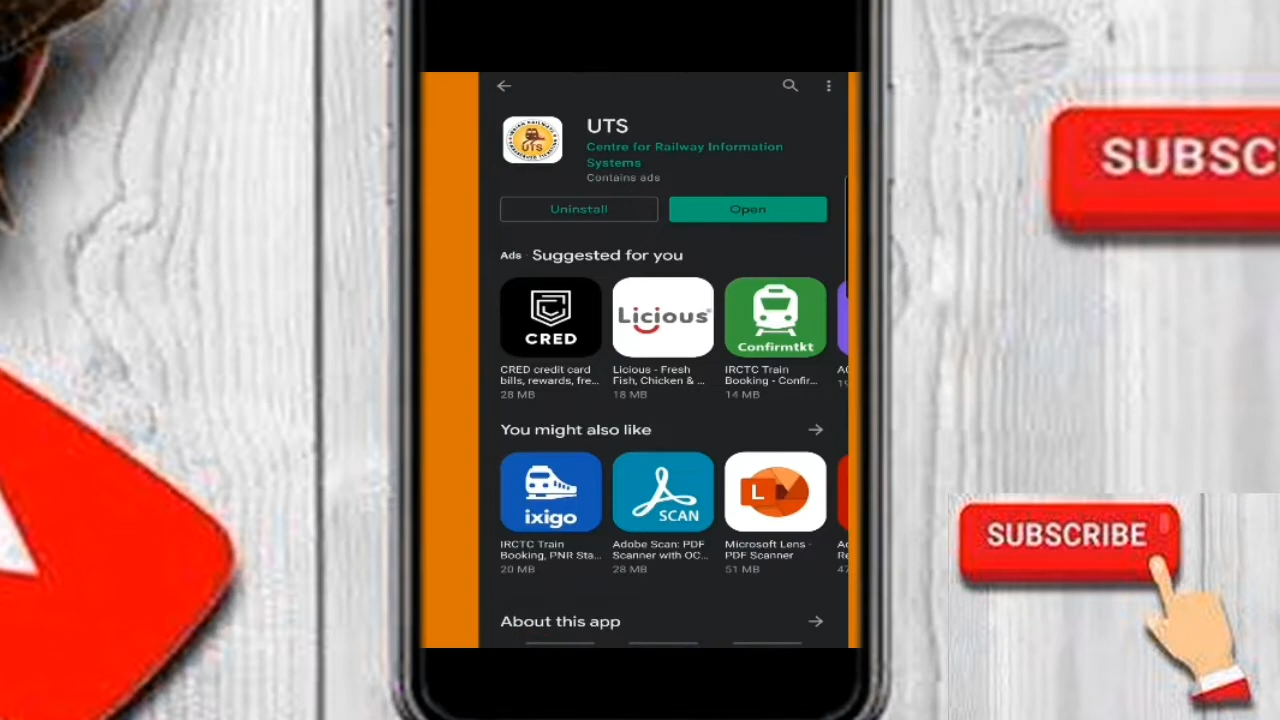 UTS
Centre for Railway Information
Systems
Contains ads
UTS
Uninstall
Open
Ads · Suggested for you
CRED
Licious
Confirmtkt
CRED credit card
bills, rewards, fre...
28 MB
Licious - Fresh
Fish, Chicken & ...
18 MB
IRCTC Train
Booking - Confir...
14 MB
You might also like
ixigo
SCAN
L
IRCTC Train
Booking, PNR Sta...
20 MB
Adobe Scan: PDF
Scanner with OC...
28 MB
Microsoft Lens -
PDF Scanner
51 MB
About this app
SUBSC
SUBSCRIBE